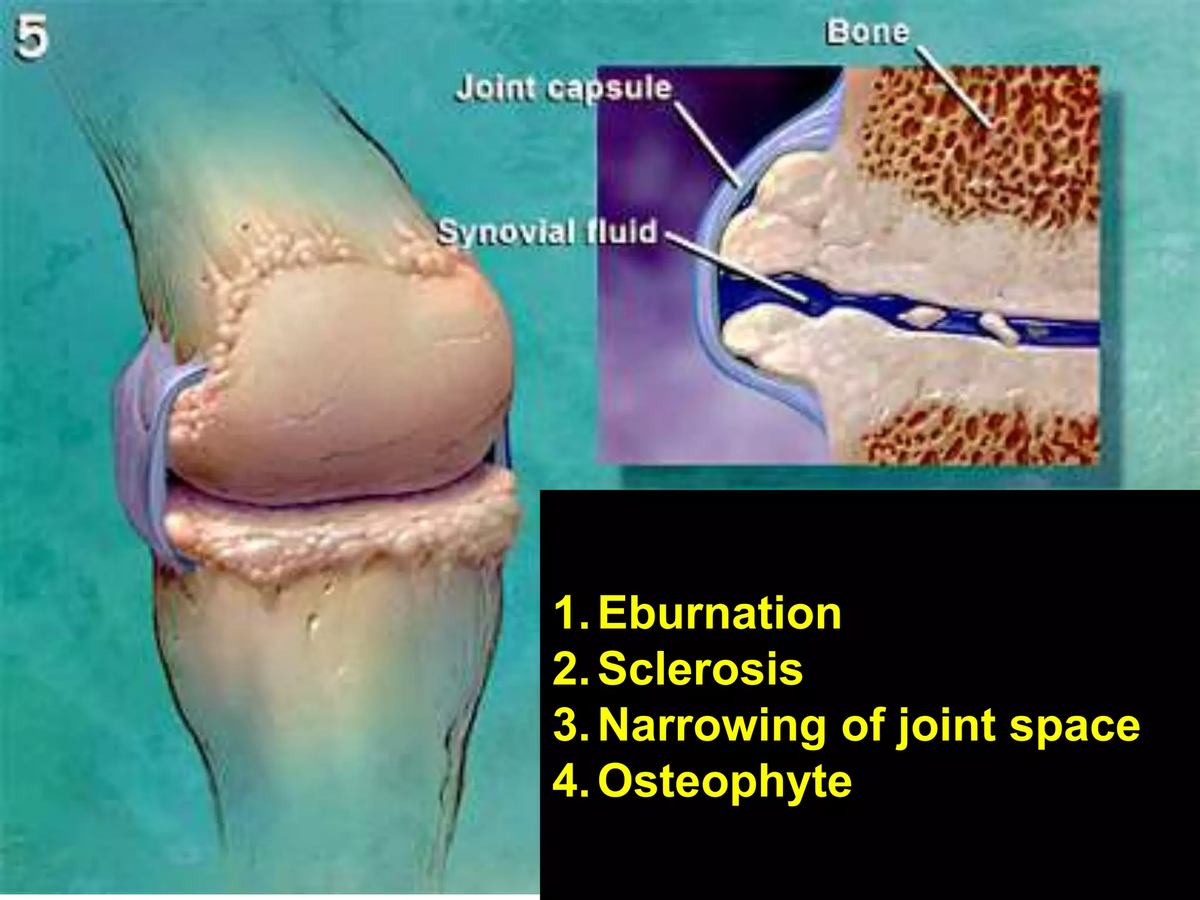 5
Bone
Joint capsule
Synovial fluid
1. Eburnation
2. Sclerosis
3. Narrowing of joint space
4. Osteophyte